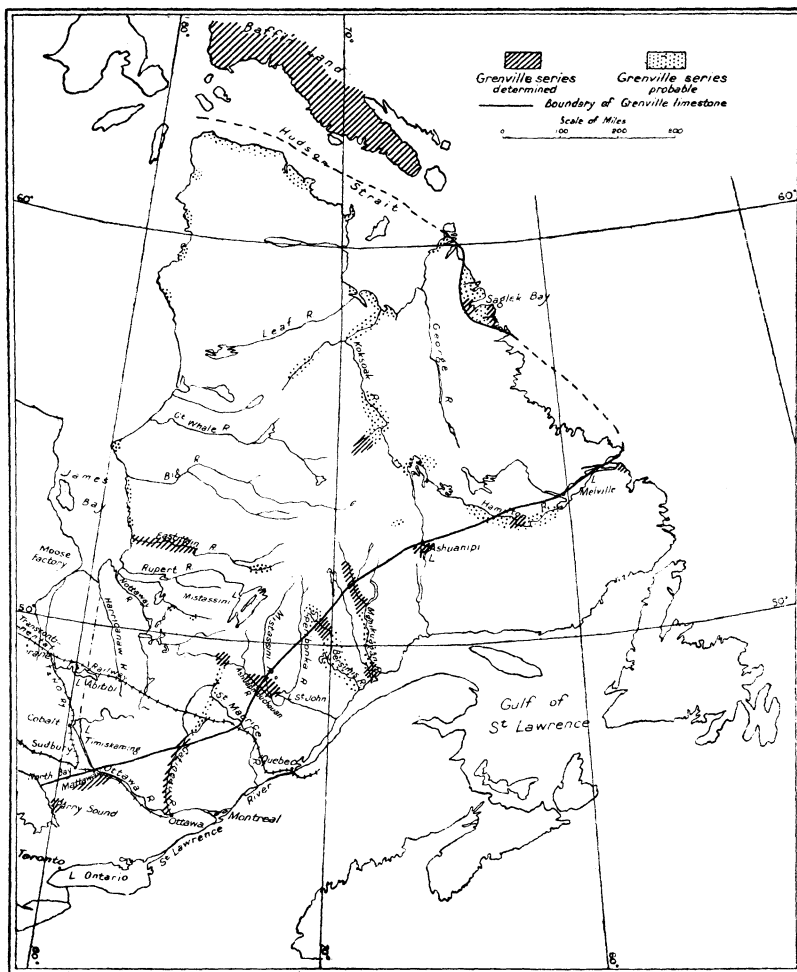 80°
70°
Baffin Land
Grenville series
determined
Grenville series
probable
Boundary of Grenville limestone
Scale of Miles
0 100 200 300
Hudson
Strait
60°
60°
Saglek Bay
Leaf R
Koksoak R
George R
Gt Whale R
Big R
James
Bay
Hamilton R
L
Melville
Eastmain R
Ashuanipi
L
Moose
Factory
Rupert R
Nottaway
R
Mistassini L
Harricanaw R
Mistassini R
50°
50°
Transconti-
nental
Railway
L Abitibi
St John
St Maurice
R
Gulf of
St Lawrence
Cobalt
L
Timiskaming
Sudbury
Quebec
North Bay
Mattawa
Ottawa R
River
Parry Sound
Ottawa
Montreal
St Lawrence
Toronto
L Ontario
80°
70°
60°